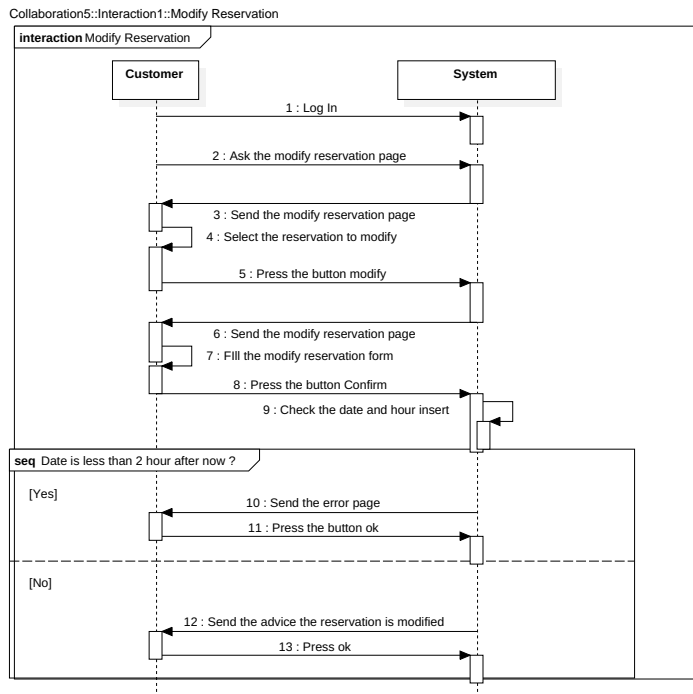 Collaboration5::Interaction1::Modify Reservation
interaction Modify Reservation
Customer
System
1 : Log In
2 : Ask the modify reservation page
3 : Send the modify reservation page
4 : Select the reservation to modify
5 : Press the button modify
6 : Send the modify reservation page
7 : FIll the modify reservation form
8 : Press the button Confirm
9 : Check the date and hour insert
seq Date is less than 2 hour after now ?
[Yes]
10 : Send the error page
11 : Press the button ok
[No]
12 : Send the advice the reservation is modified
13 : Press ok